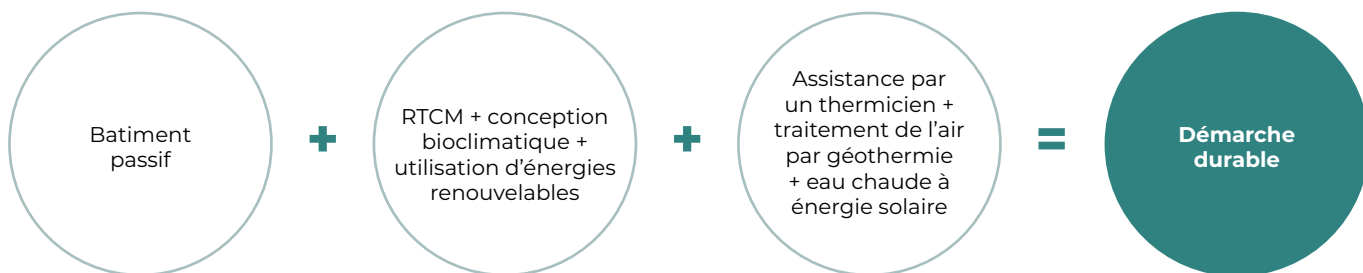 Batiment
passif
+
RTCM + conception
bioclimatique +
utilisation d'énergies
renouvelables
+
Assistance par
un thermicien +
traitement de l'air
par géothermie
+ eau chaude à
énergie solaire
=
Démarche
durable